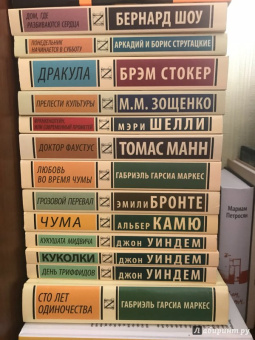 ДОМ, ГДЕ
РАЗБИВАЮТСЯ СЕРДЦА
БЕРНАРД ШОУ
ПОНЕДЕЛЬНИК
НАЧИНАЕТСЯ В СУББОТУ
АРКАДИЙ И БОРИС СТРУГАЦКИЕ
ДРАКУЛА
БРЭМ СТОКЕР
ПРЕЛЕСТИ КУЛЬТУРЫ
М.М. ЗОЩЕНКО
МЭРИ ШЕЛЛИ
ДОКТОР ФАУСТУС
ТОМАС МАНН
ЛЮБОВЬ
ВО ВРЕМЯ ЧУМЫ
ГАБРИЭЛЬ ГАРСИА МАРКЕС
ГРОЗОВОЙ ПЕРЕВАЛ
ЭМИЛИ БРОНТЕ
ЧУМА
АЛЬБЕР КАМЮ
КУКУШАТА МИДВИЧА
ДЖОН УИНДЕМ
КУКОЛКИ
ДЖОН УИНДЕМ
ДЕНЬ ТРИФФИДОВ
ДЖОН УИНДЕМ
СТО ЛЕТ
ОДИНОЧЕСТВА
ГАБРИЭЛЬ ГАРСИА МАРКЕС
Мариам
Петросян